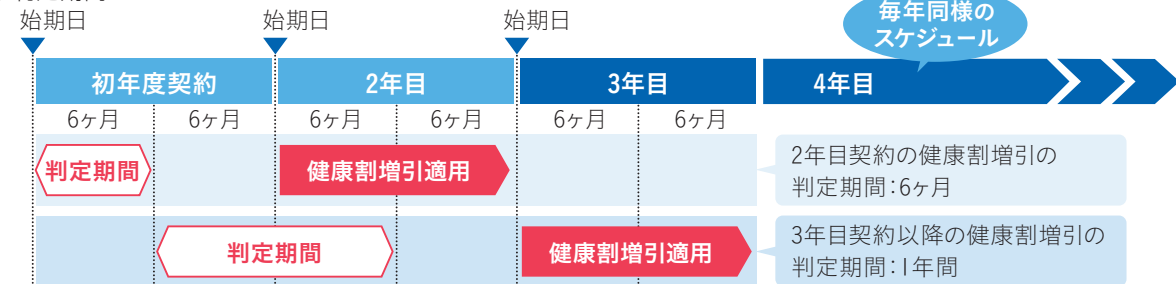 始期日
始期日
始期日
毎年同様の
スケジュール
初年度契約
2年目
3年目
4年目
6ヶ月
6ヶ月
6ヶ月
6ヶ月
6ヶ月
6ヶ月
判定期間
健康割増引適用
2年目契約の健康割増引の
判定期間：6ヶ月
判定期間
健康割増引適用
3年目契約以降の健康割増引の
判定期間：1年間